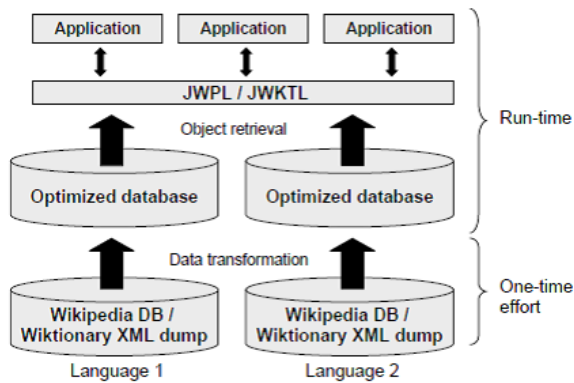 Application Application Application
JWPL / JWKTL
Object retrieval
Run-time
Optimized database Optimized database
Data transformation
One-time
effort
Wikipedia DB / Wikipedia DB /
Wiktionary XML dump Wiktionary XML dump
Language 1 Language 2